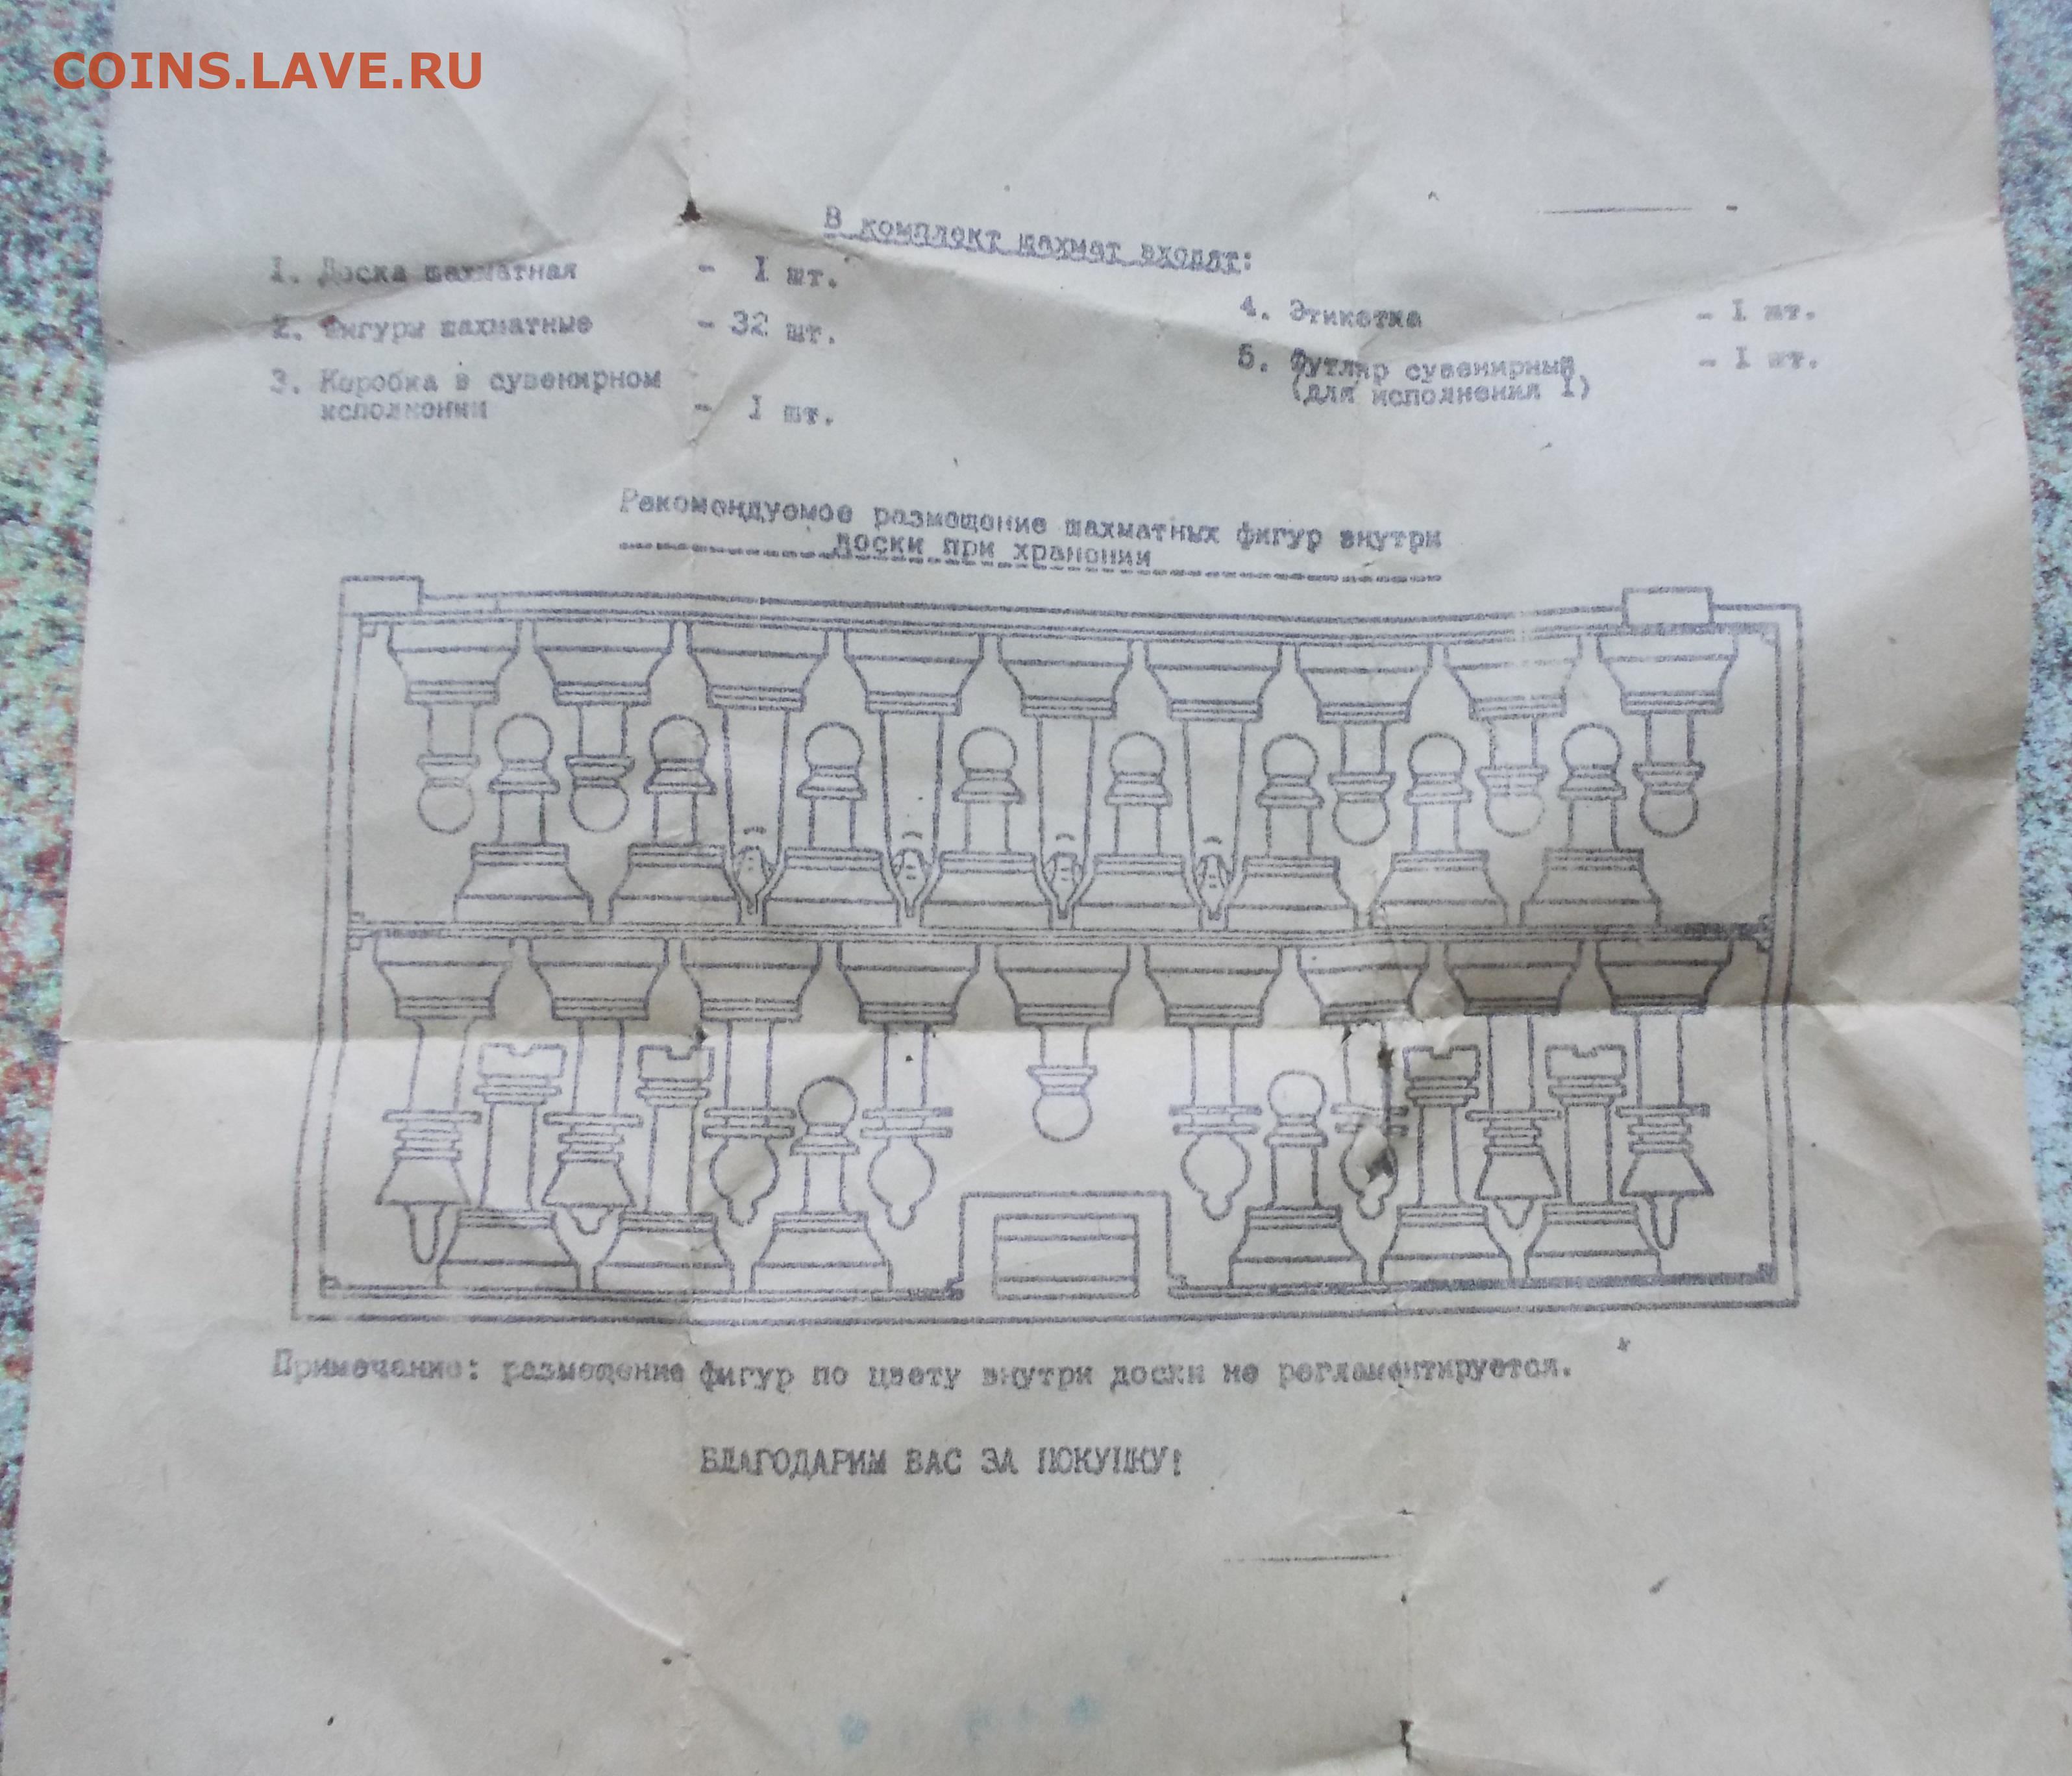 COINS.LAVE.RU
В комплект шахмат входят:
1. Доска шахматная - 1 шт.
2. Фигуры шахматные - 32 шт.
3. Коробка в сувенирном
исполнении - 1 шт.
4. Этикетка - 1 шт.
5. Футляр сувенирный - 1 шт.
(для исполнения I)
Рекомендуемое размещение шахматных фигур внутри
доски при хранении
Примечание: размещение фигур по цвету внутри доски не регламентируется.
БЛАГОДАРИМ ВАС ЗА ПОКУПКУ!